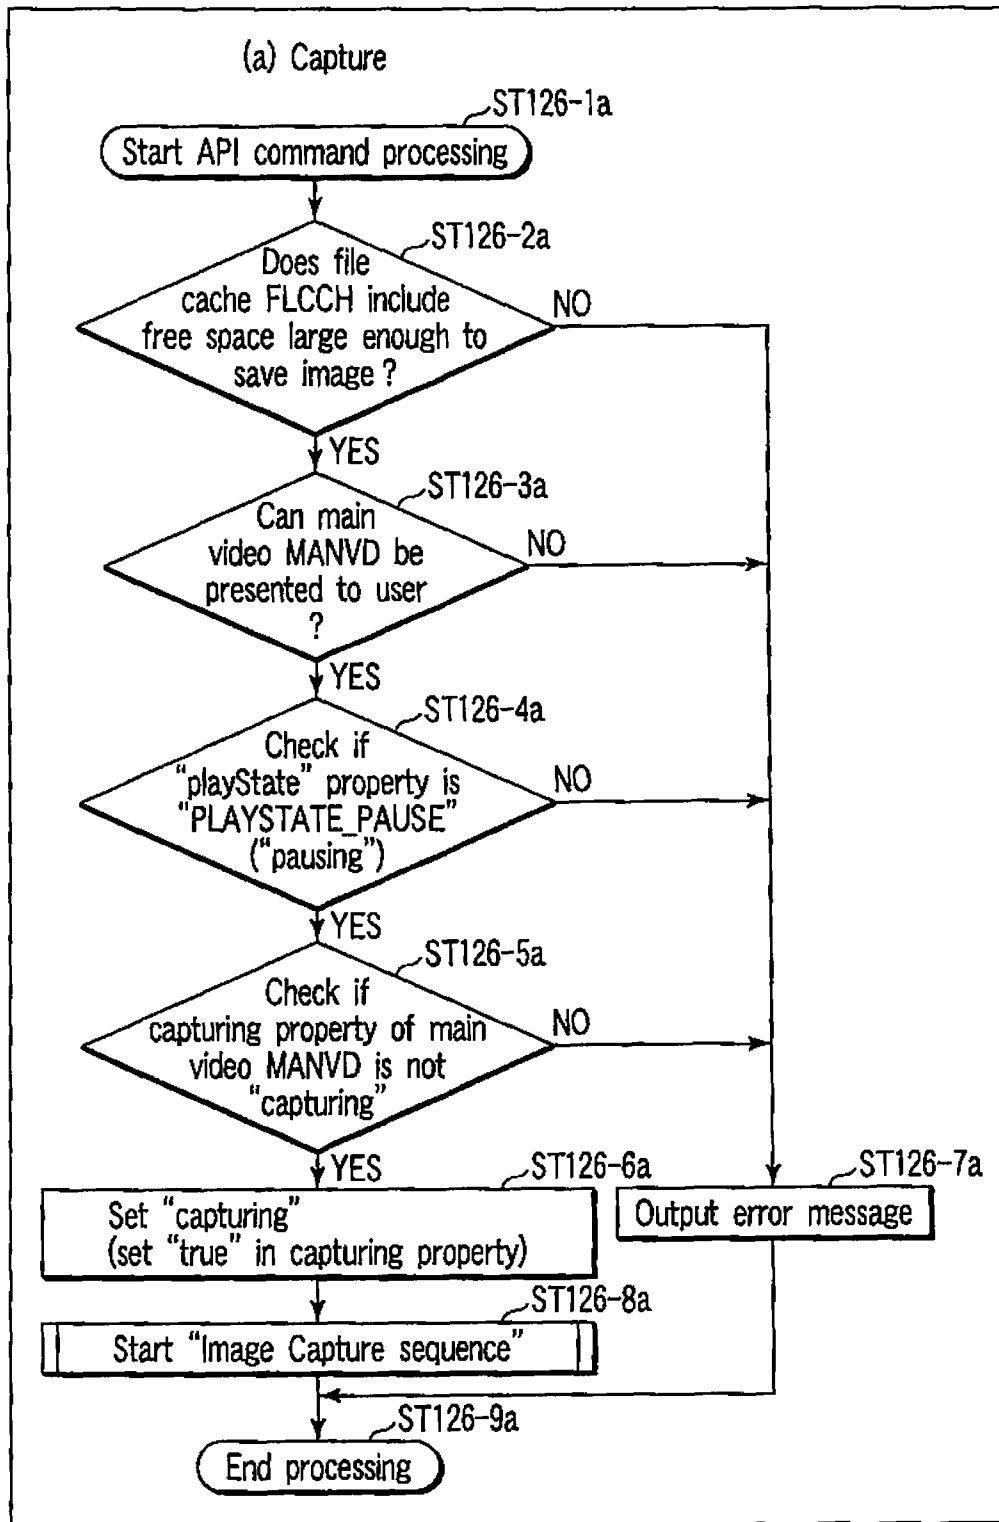 (a) Capture
ST126-1a
Start API command processing
ST126-2a
Does file
cache FLCCH include
free space large enough to
save image ?
NO
YES
ST126-3a
Can main
video MANVD be
presented to user
?
NO
YES
ST126-4a
Check if
“playState” property is
“PLAYSTATE_PAUSE”
(“pausing”)
NO
YES
ST126-5a
Check if
capturing property of main
video MANVD is not
“capturing”
NO
YES
ST126-6a
Set “capturing”
(set “true” in capturing property)
ST126-7a
Output error message
ST126-8a
Start “Image Capture sequence”
ST126-9a
End processing